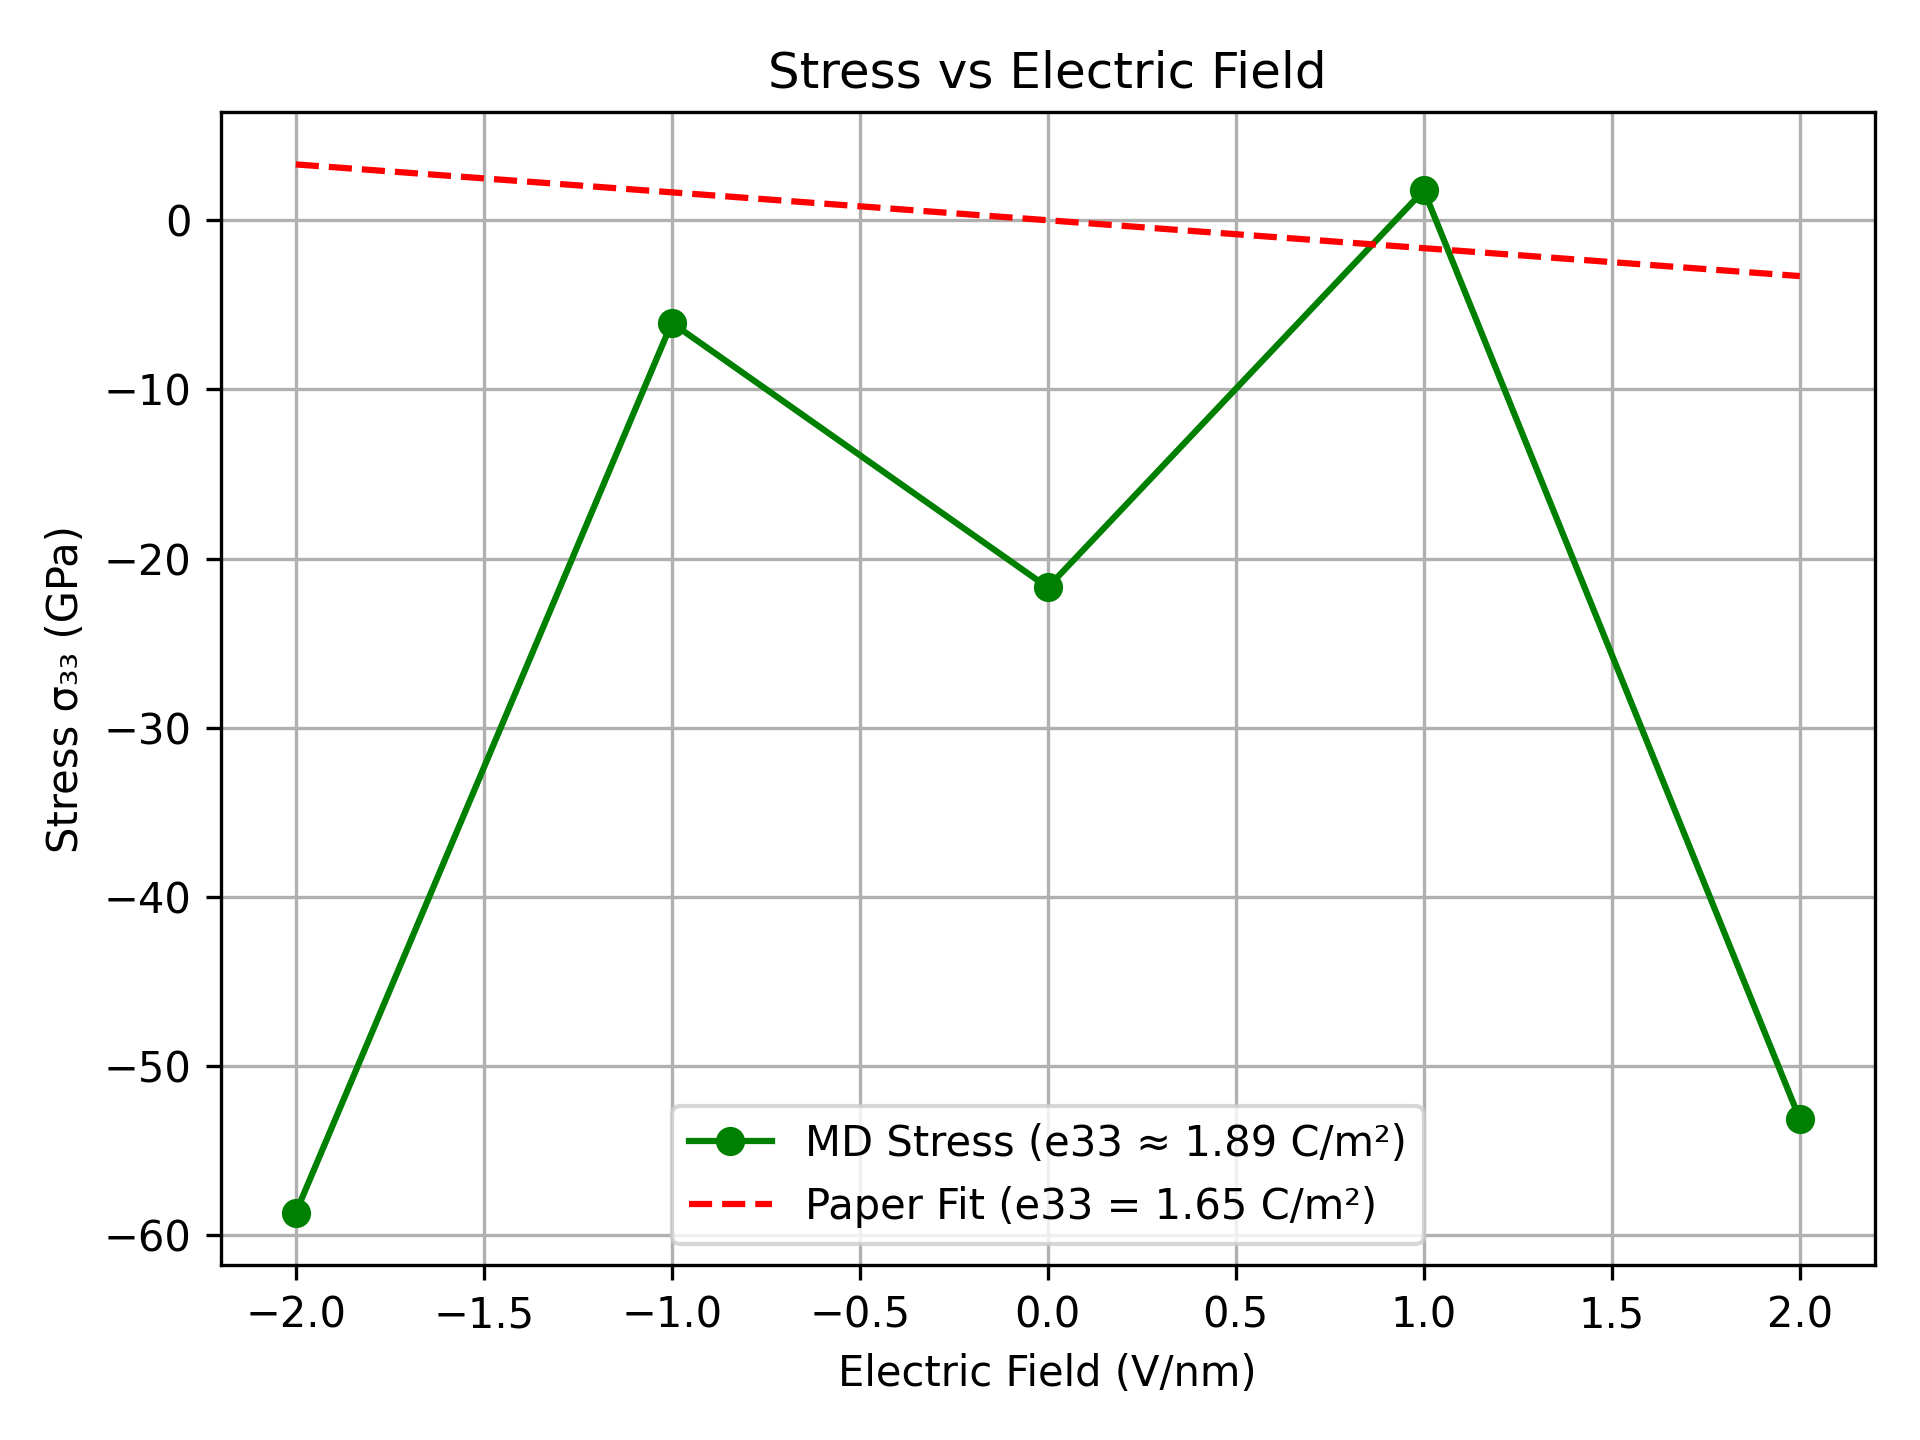 Stress vs Electric Field
Stress σ₃₃ (GPa)
0
−10
−20
−30
−40
−50
−60
MD Stress (e33 ≈ 1.89 C/m²)
Paper Fit (e33 = 1.65 C/m²)
−2.0 −1.5 −1.0 −0.5 0.0 0.5 1.0 1.5 2.0
Electric Field (V/nm)